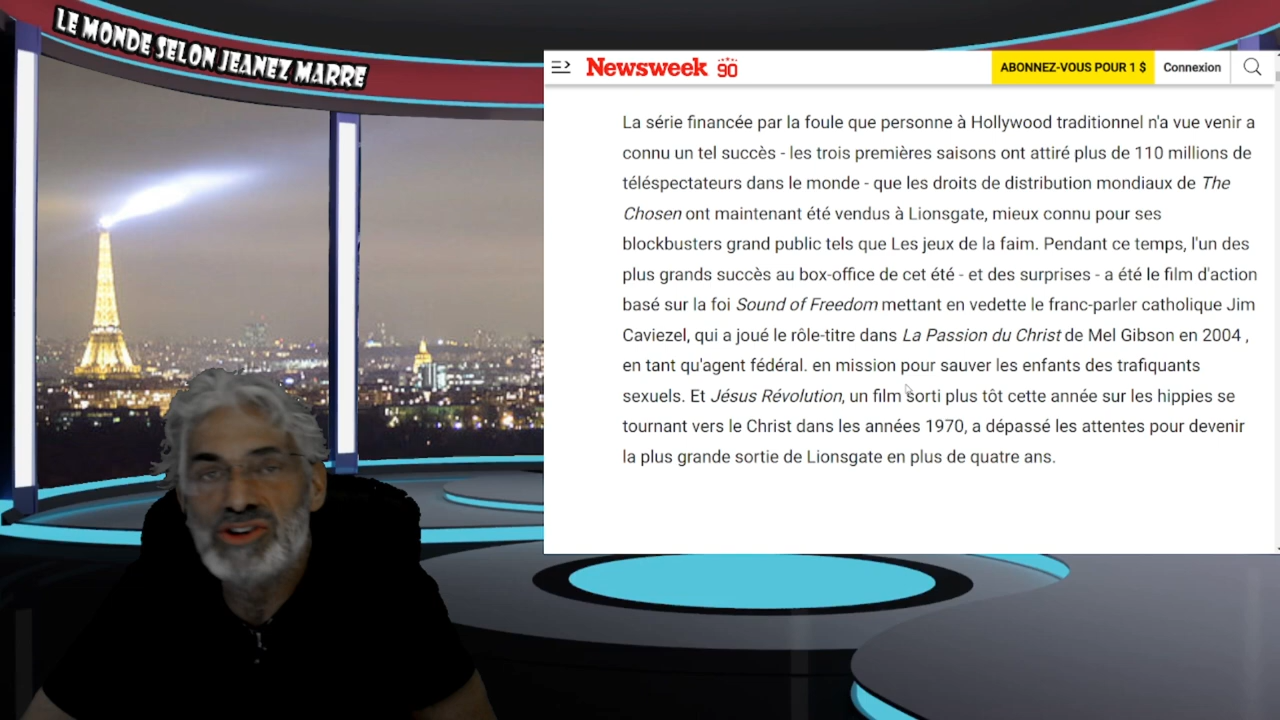 LE MONDE SELON JEANEZ MARRE
Newsweek 90
ABONNEZ-VOUS POUR 1 $
Connexion
La série financée par la foule que personne à Hollywood traditionnel n'a vue venir a
connu un tel succès - les trois premières saisons ont attiré plus de 110 millions de
téléspectateurs dans le monde - que les droits de distribution mondiaux de The
Chosen ont maintenant été vendus à Lionsgate, mieux connu pour ses
blockbusters grand public tels que Les jeux de la faim. Pendant ce temps, l'un des
plus grands succès au box-office de cet été - et des surprises - a été le film d'action
basé sur la foi Sound of Freedom mettant en vedette le franc-parler catholique Jim
Caviezel, qui a joué le rôle-titre dans La Passion du Christ de Mel Gibson en 2004 ,
en tant qu'agent fédéral. en mission pour sauver les enfants des trafiquants
sexuels. Et Jésus Révolution, un film sorti plus tôt cette année sur les hippies se
tournant vers le Christ dans les années 1970, a dépassé les attentes pour devenir
la plus grande sortie de Lionsgate en plus de quatre ans.